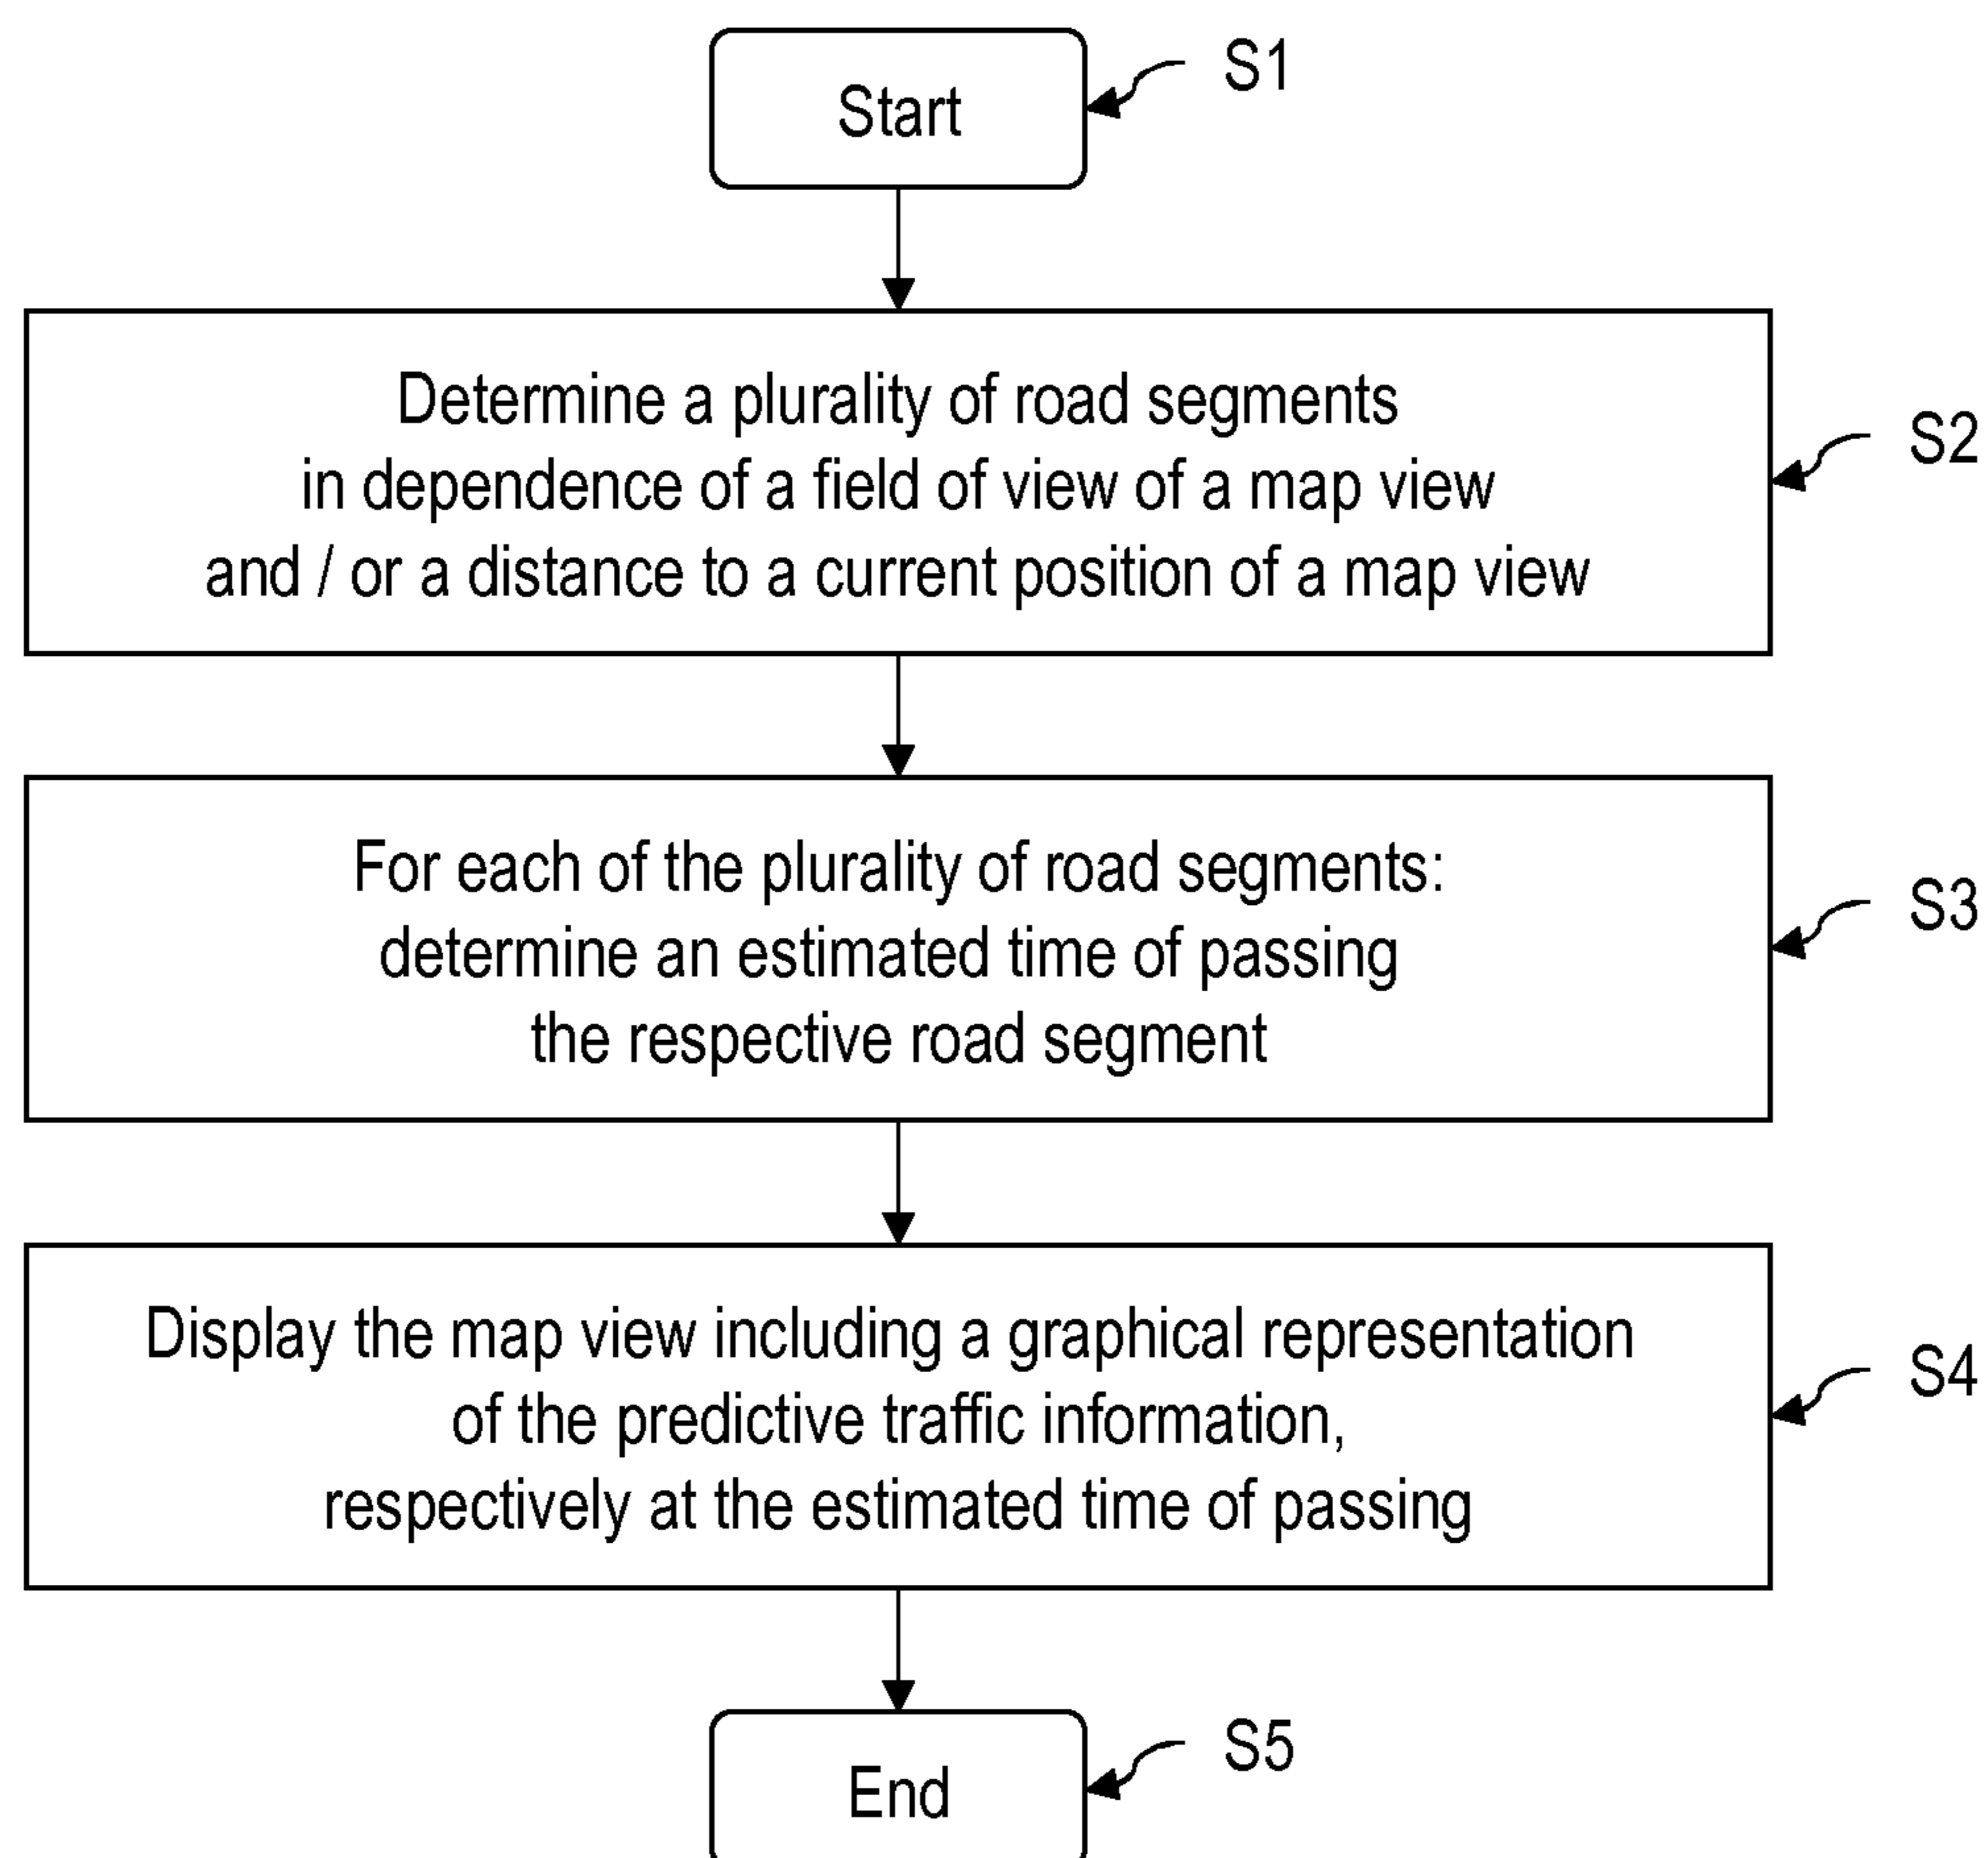 Start
S1
Determine a plurality of road segments
in dependence of a field of view of a map view
and / or a distance to a current position of a map view
S2
For each of the plurality of road segments:
determine an estimated time of passing
the respective road segment
S3
Display the map view including a graphical representation
of the predictive traffic information,
respectively at the estimated time of passing
S4
End
S5